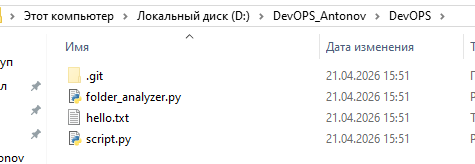 Этот компьютер > Локальный диск (D:) > DevOPS_Antonov > DevOPS >
Имя Дата изменения
.git 21.04.2026 15:51
folder_analyzer.py 21.04.2026 15:51
hello.txt 21.04.2026 15:51
script.py 21.04.2026 15:51